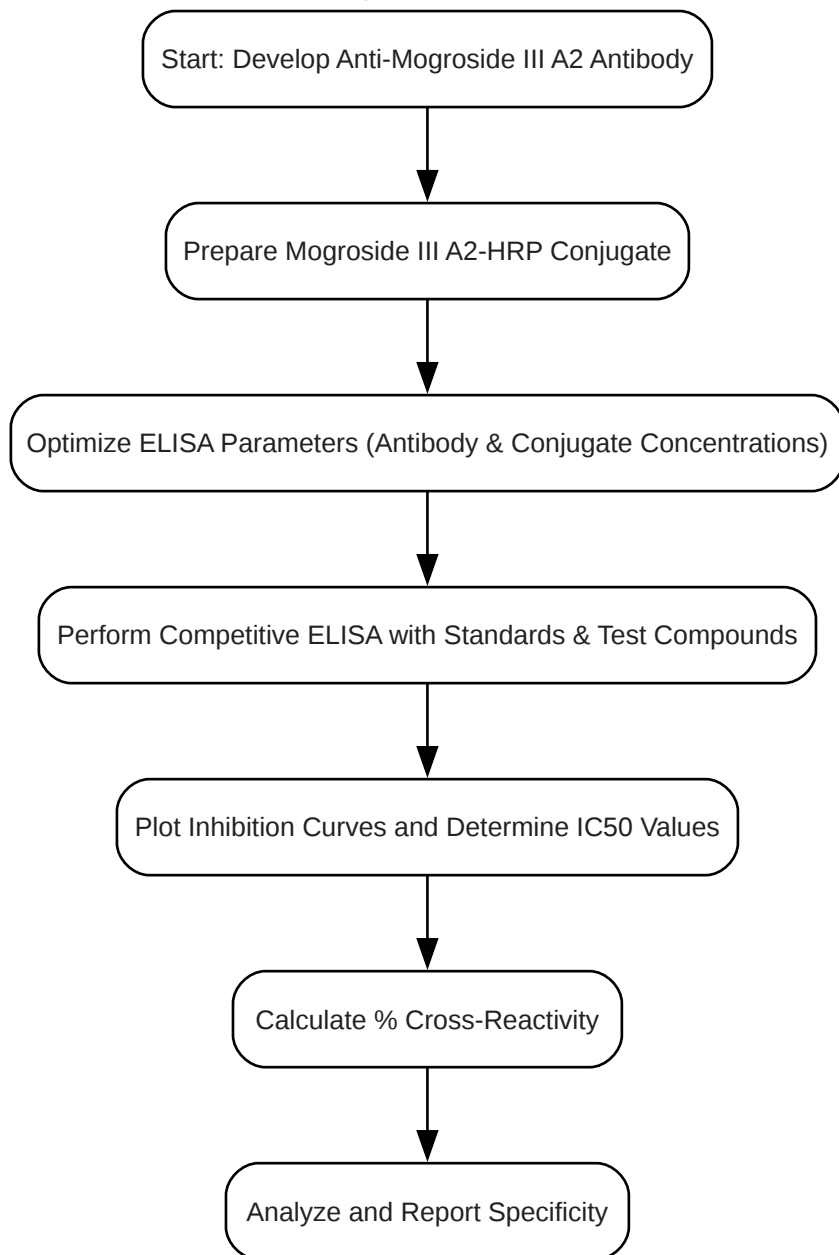 Start: Develop Anti-Mogroside III A2 Antibody
Prepare Mogroside III A2-HRP Conjugate
Optimize ELISA Parameters (Antibody & Conjugate Concentrations)
Perform Competitive ELISA with Standards & Test Compounds
Plot Inhibition Curves and Determine IC50 Values
Calculate % Cross-Reactivity
Analyze and Report Specificity